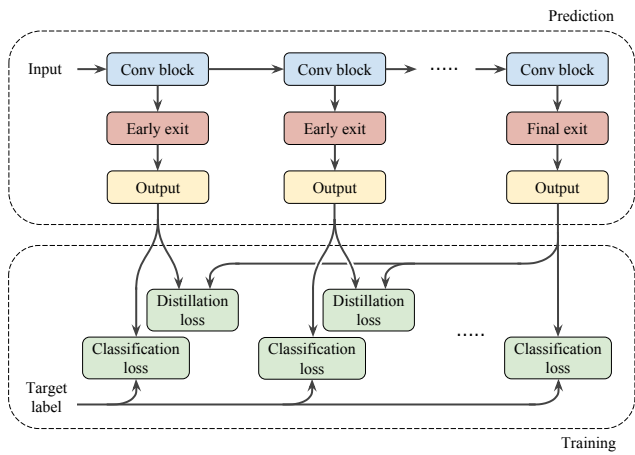 Prediction
Input
Conv block
Conv block
.....
Conv block
Early exit
Early exit
Final exit
Output
Output
Output
Distillation
loss
Distillation
loss
.....
Classification
loss
Classification
loss
Classification
loss
Target
label
Training